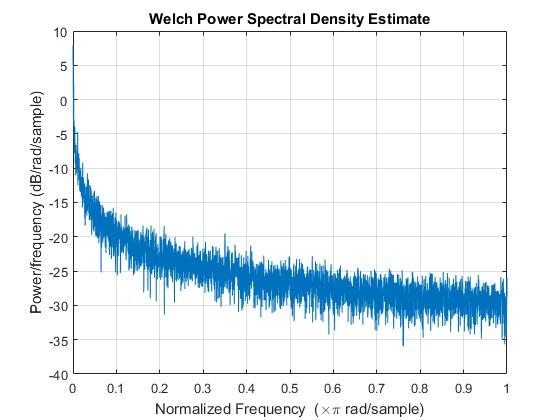 Welch Power Spectral Density Estimate
Power/frequency (dB/rad/sample)
10
5
0
-5
-10
-15
-20
-25
-30
-35
-40
0 0.1 0.2 0.3 0.4 0.5 0.6 0.7 0.8 0.9 1
Normalized Frequency (×π rad/sample)